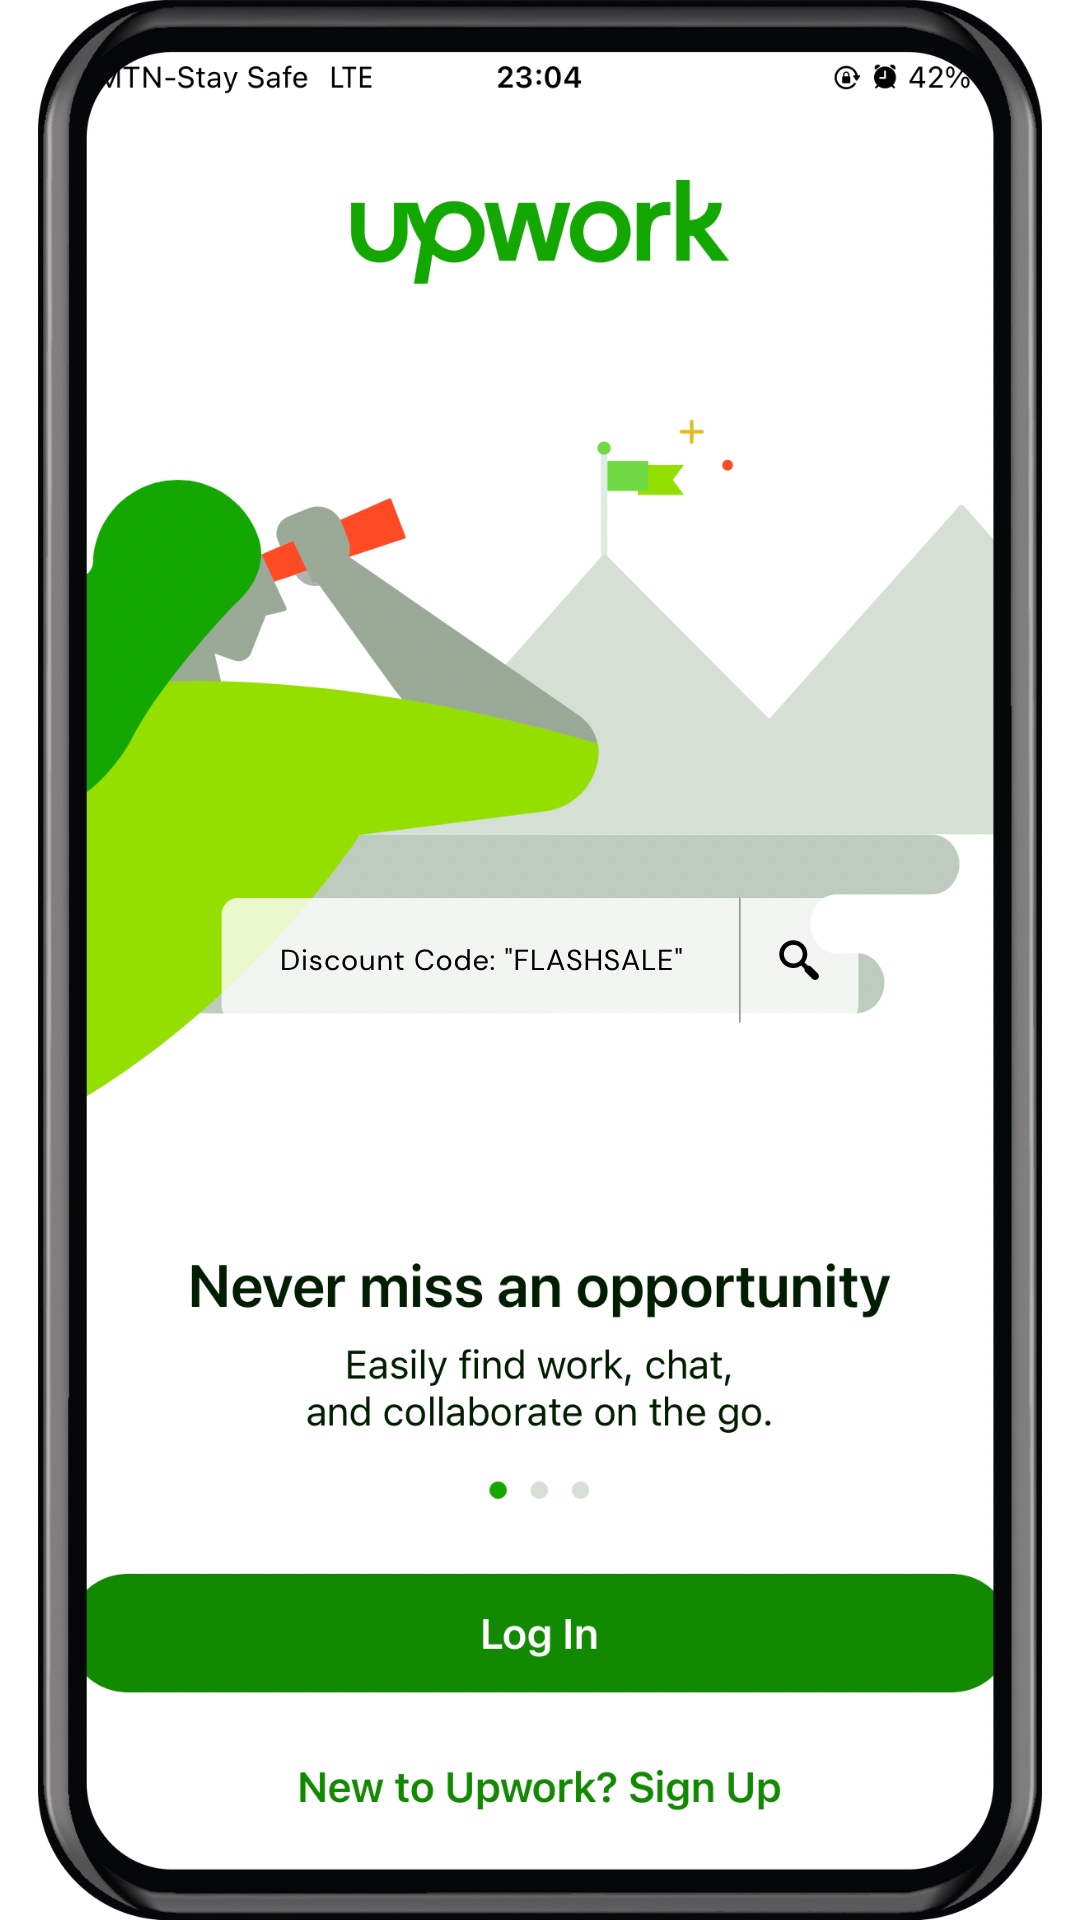 MTN-Stay Safe LTE 23:04 42%
upwork
Discount Code: "FLASHSALE"
Never miss an opportunity
Easily find work, chat,
and collaborate on the go.
Log In
New to Upwork? Sign Up